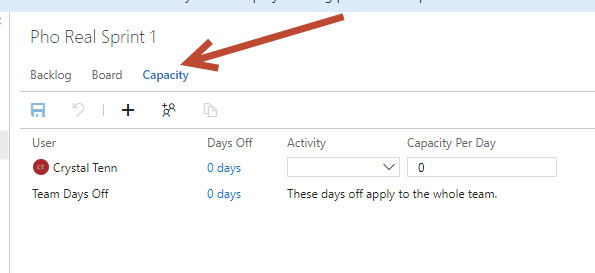 Pho Real Sprint 1
Backlog Board Capacity
User Days Off Activity Capacity Per Day
CT Crystal Tenn 0 days 0
Team Days Off 0 days These days off apply to the whole team.